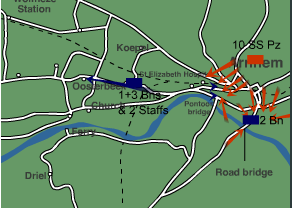 Wolfheze
Station
Koepel
10 SS Pz
Arnhem
St Elizabeth Hosp
Oosterbeek
1+3 Bns
& 2 Staffs
Church
Pontoon
bridge
2 Bn
Ferry
Driel
Road bridge